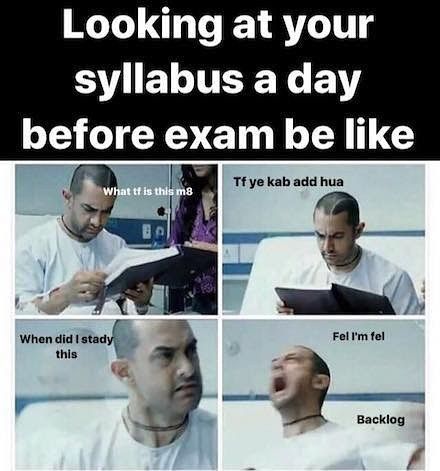 Looking at your
syllabus a day
before exam be like
What tf is this m8
Tf ye kab add hua
When did I stady
this
Fel I'm fel
Backlog